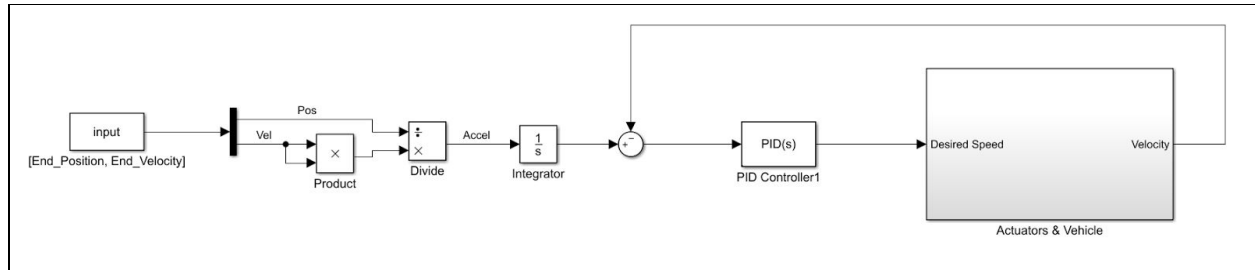 input
[End_Position, End_Velocity]
Pos
Vel
×
Product
÷
×
Divide
Accel
1
s
Integrator
−
+
PID(s)
PID Controller1
Desired Speed
Velocity
Actuators & Vehicle